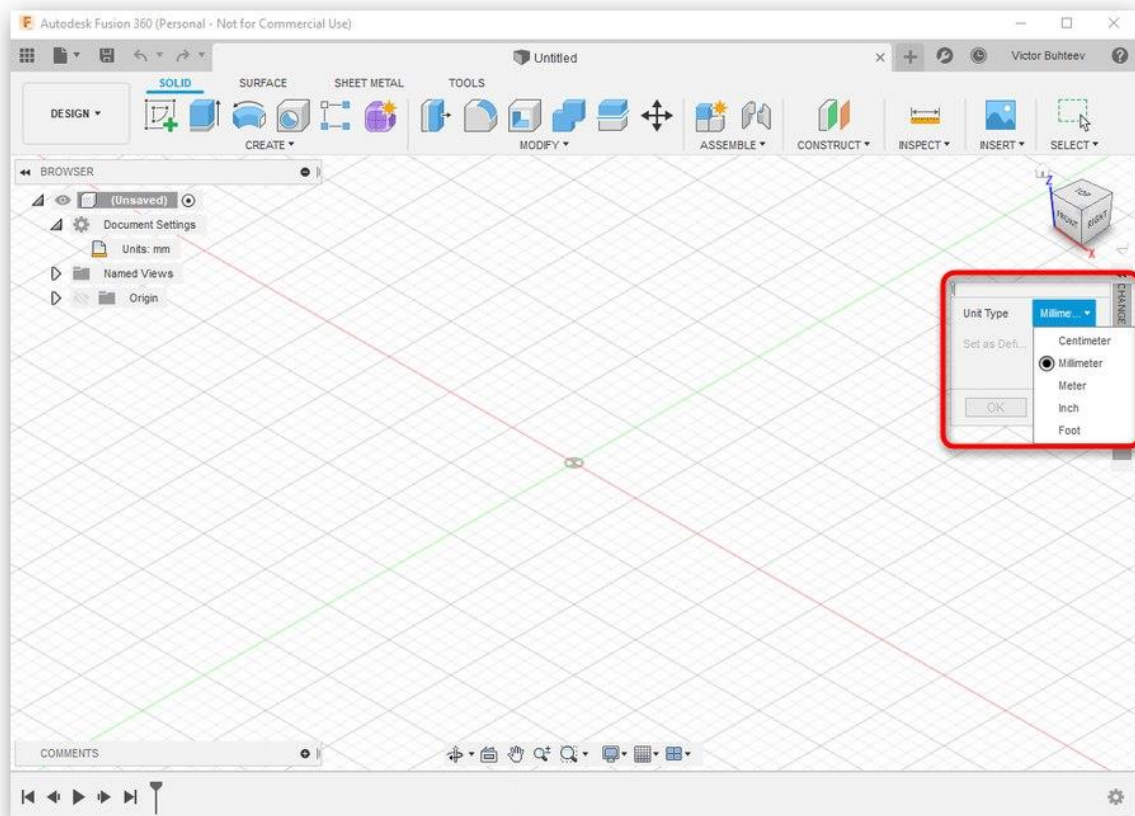 Autodesk Fusion 360 (Personal - Not for Commercial Use)
Untitled
Victor Buhteev
SOLID SURFACE SHEET METAL TOOLS
DESIGN
CREATE MODIFY ASSEMBLE CONSTRUCT INSPECT INSERT SELECT
BROWSER
(Unsaved)
Document Settings
Units: mm
Named Views
Origin
Z
TOP
FRONT RIGHT
X
CHANGE
Unit Type Millime...
Set as Defi...
Centimeter
Millimeter
Meter
OK
Inch
Foot
COMMENTS